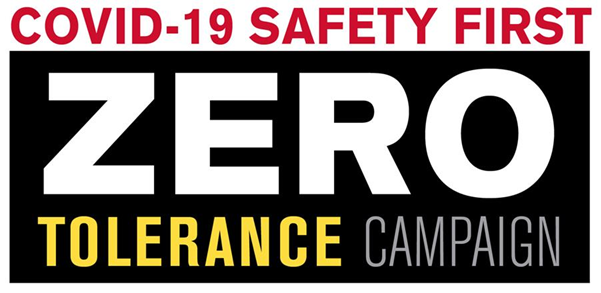 COVID-19 SAFETY FIRST
ZERO
TOLERANCE CAMPAIGN